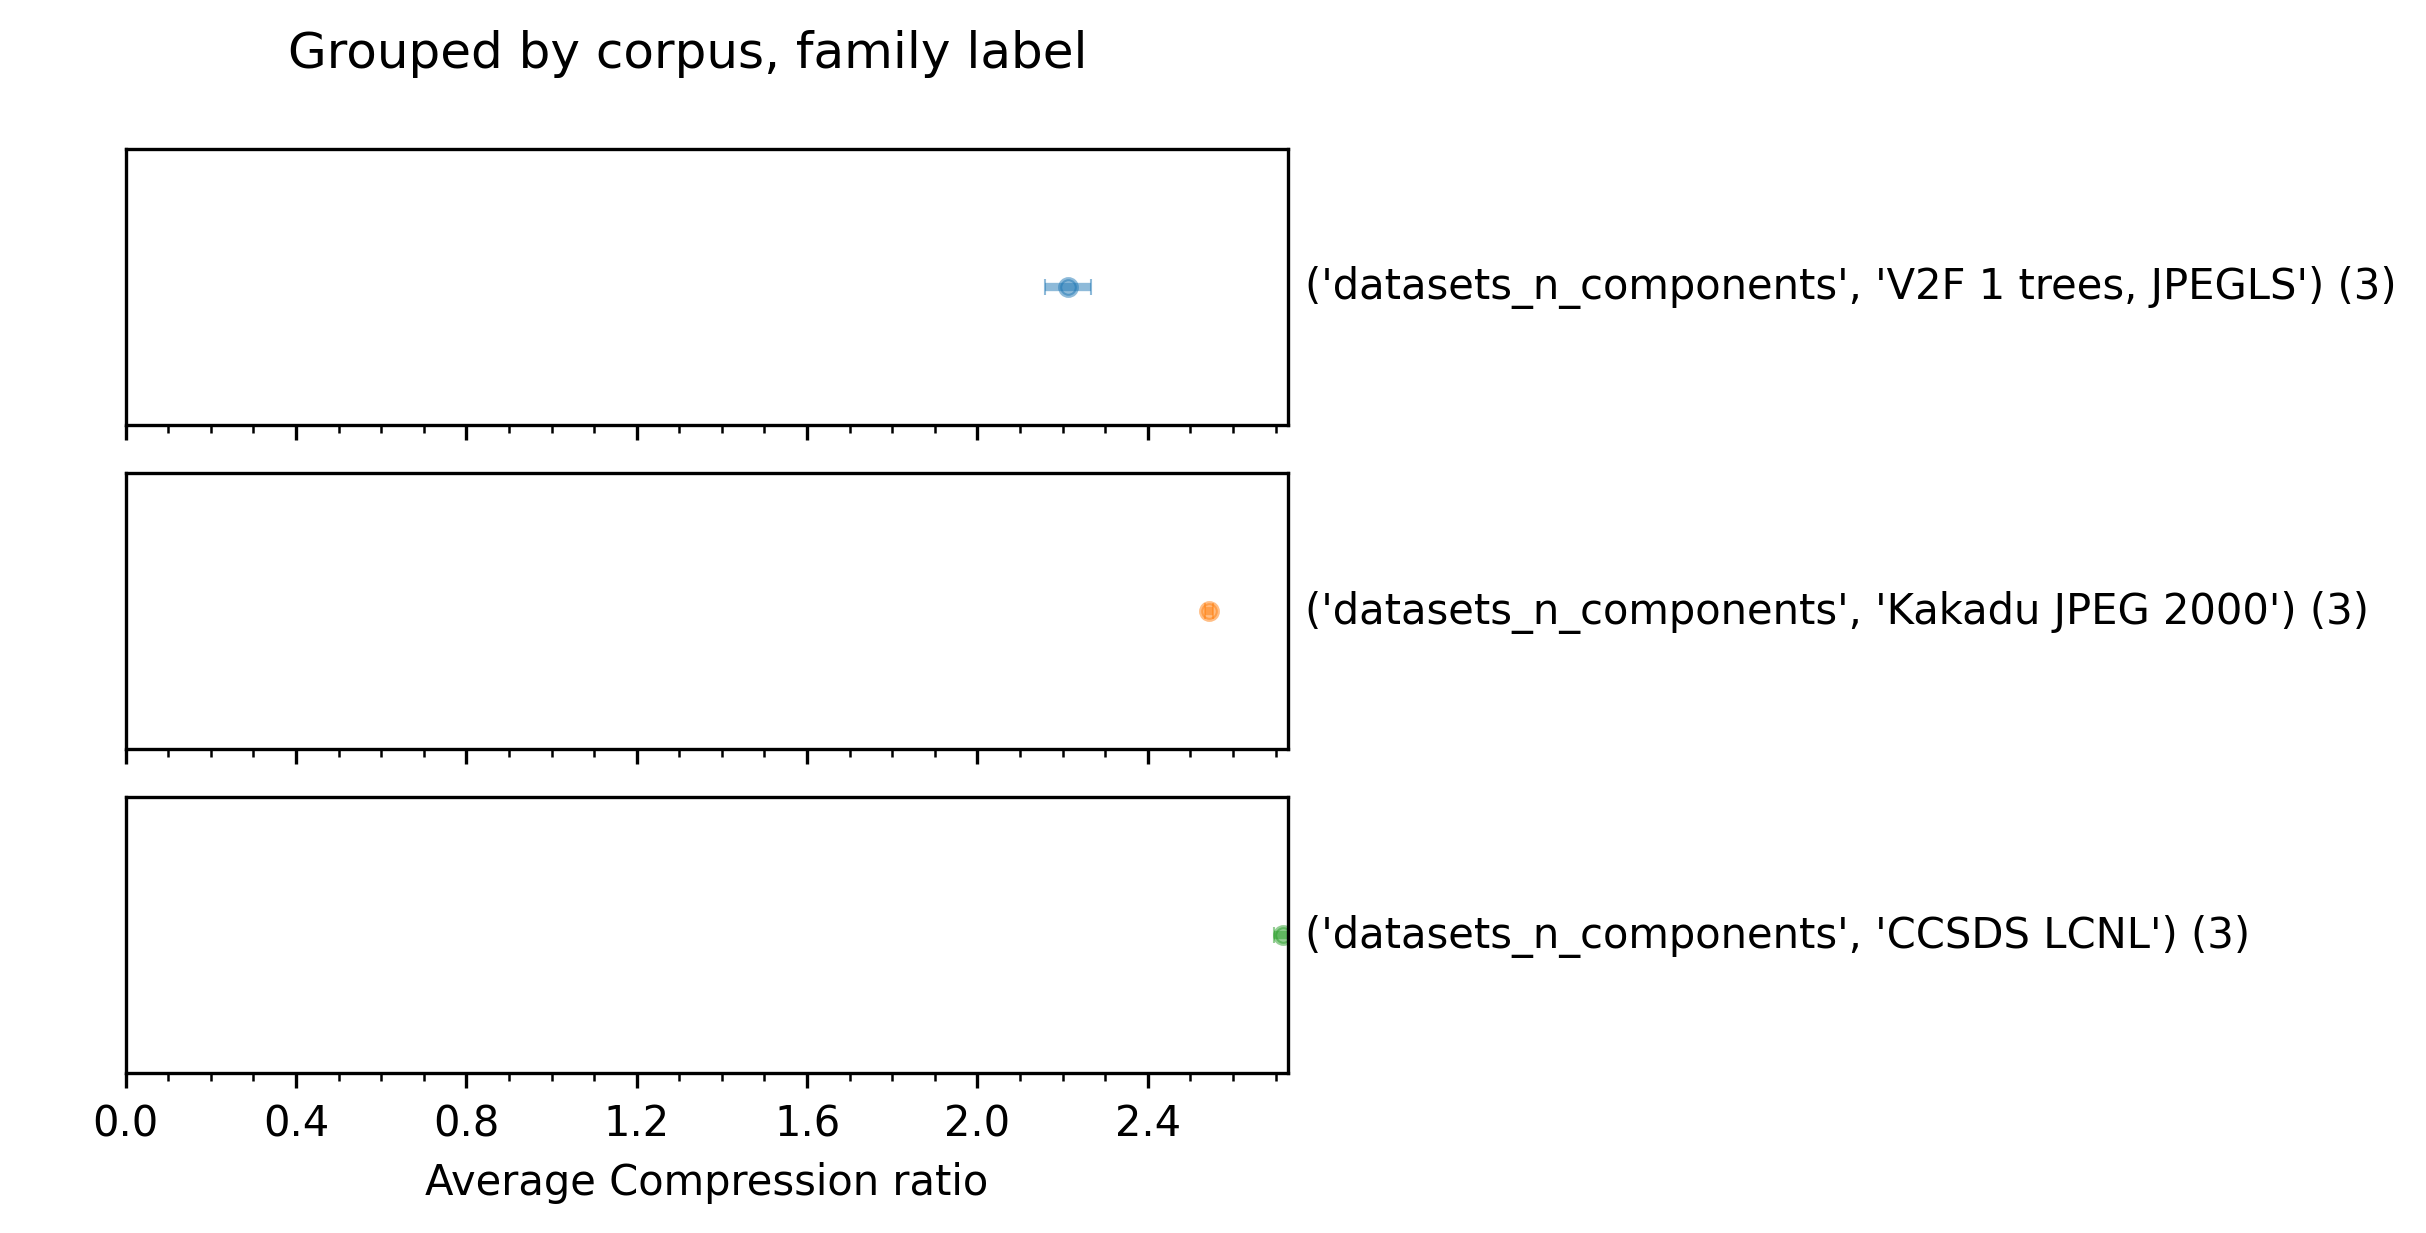 Grouped by corpus, family label
('datasets_n_components', 'V2F 1 trees, JPEGLS') (3)
('datasets_n_components', 'Kakadu JPEG 2000') (3)
('datasets_n_components', 'CCSDS LCNL') (3)
0.0 0.4 0.8 1.2 1.6 2.0 2.4
Average Compression ratio